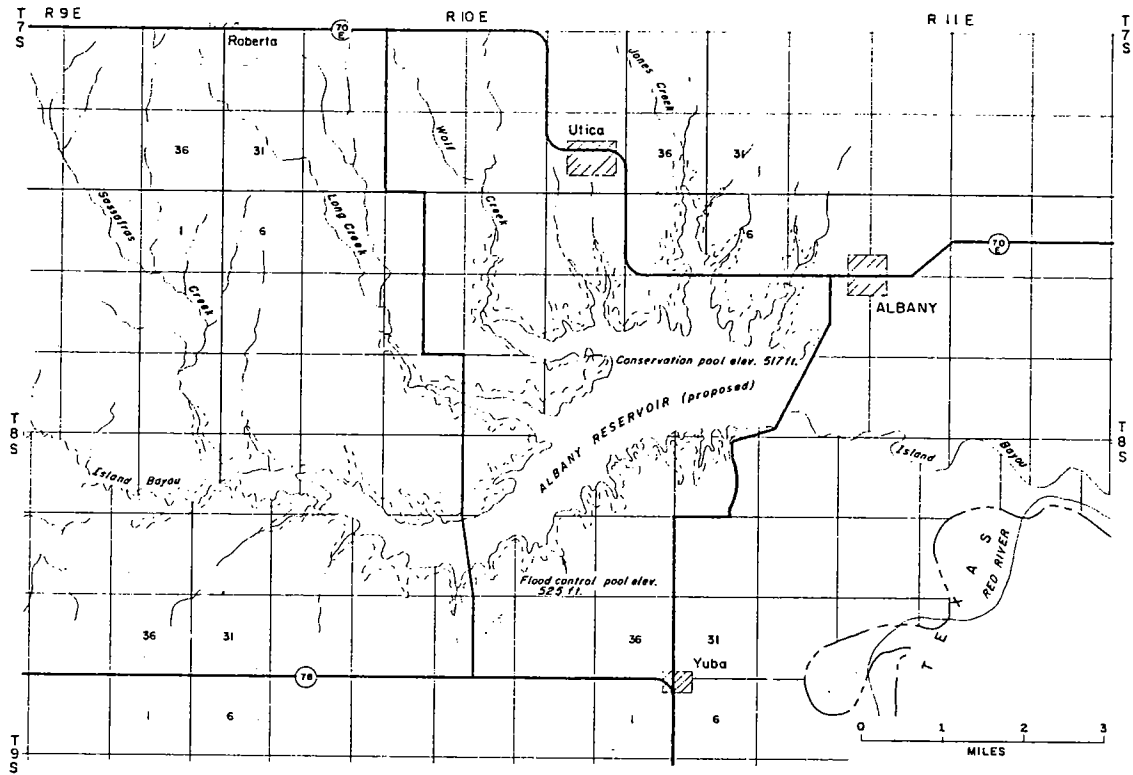 T 7 S
R 9 E
R 10 E
R 11 E
T 7 S
Roberta
70
Jones Creek
Utica
Wolf
Creek
36
31
36
31
Sassafras
Creek
Long Creek
1
6
6
70 E
ALBANY
Conservation pool elev. 517 ft.
ALBANY RESERVOIR (proposed)
T 8 S
T 8 S
Island Bayou
Island
Bayou
Flood control pool elev.
525 ft.
TEXAS
RED RIVER
36
31
36
31
Yuba
78
1
6
1
6
0 1 2 3
MILES
T 9 S